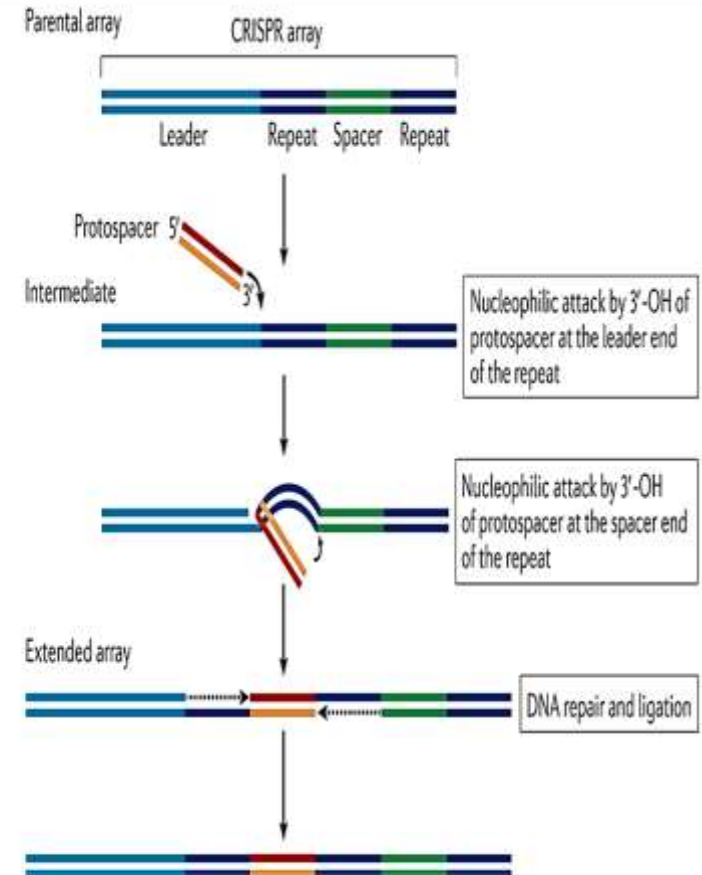 Parental array
CRISPR array
Leader
Repeat
Spacer
Repeat
Protospacer
5′
3′
Intermediate
Nucleophilic attack by 3′-OH of
protospacer at the leader end
of the repeat
Nucleophilic attack by 3′-OH
of protospacer at the spacer end
of the repeat
Extended array
DNA repair and ligation